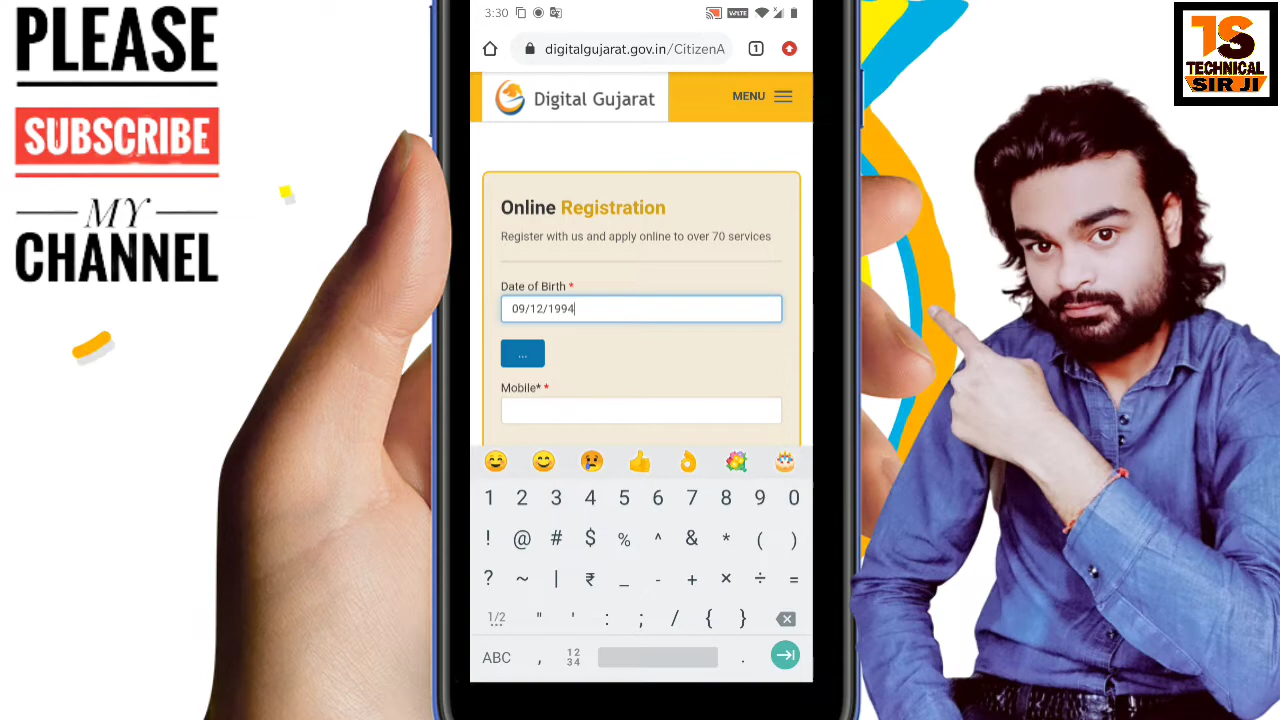 PLEASE
SUBSCRIBE
MY
CHANNEL
3:30
VoLTE
digitalgujarat.gov.in/CitizenA
1
Digital Gujarat
MENU
Online Registration
Register with us and apply online to over 70 services
Date of Birth *
09/12/1994
...
Mobile* *
1 2 3 4 5 6 7 8 9 0
! @ # $ % ^ & * ( )
? ~ | ₹ _ - + × ÷ =
1/2 " ' : ; / { }
ABC , 12 34 .
TS
TECHNICAL
SIR JI